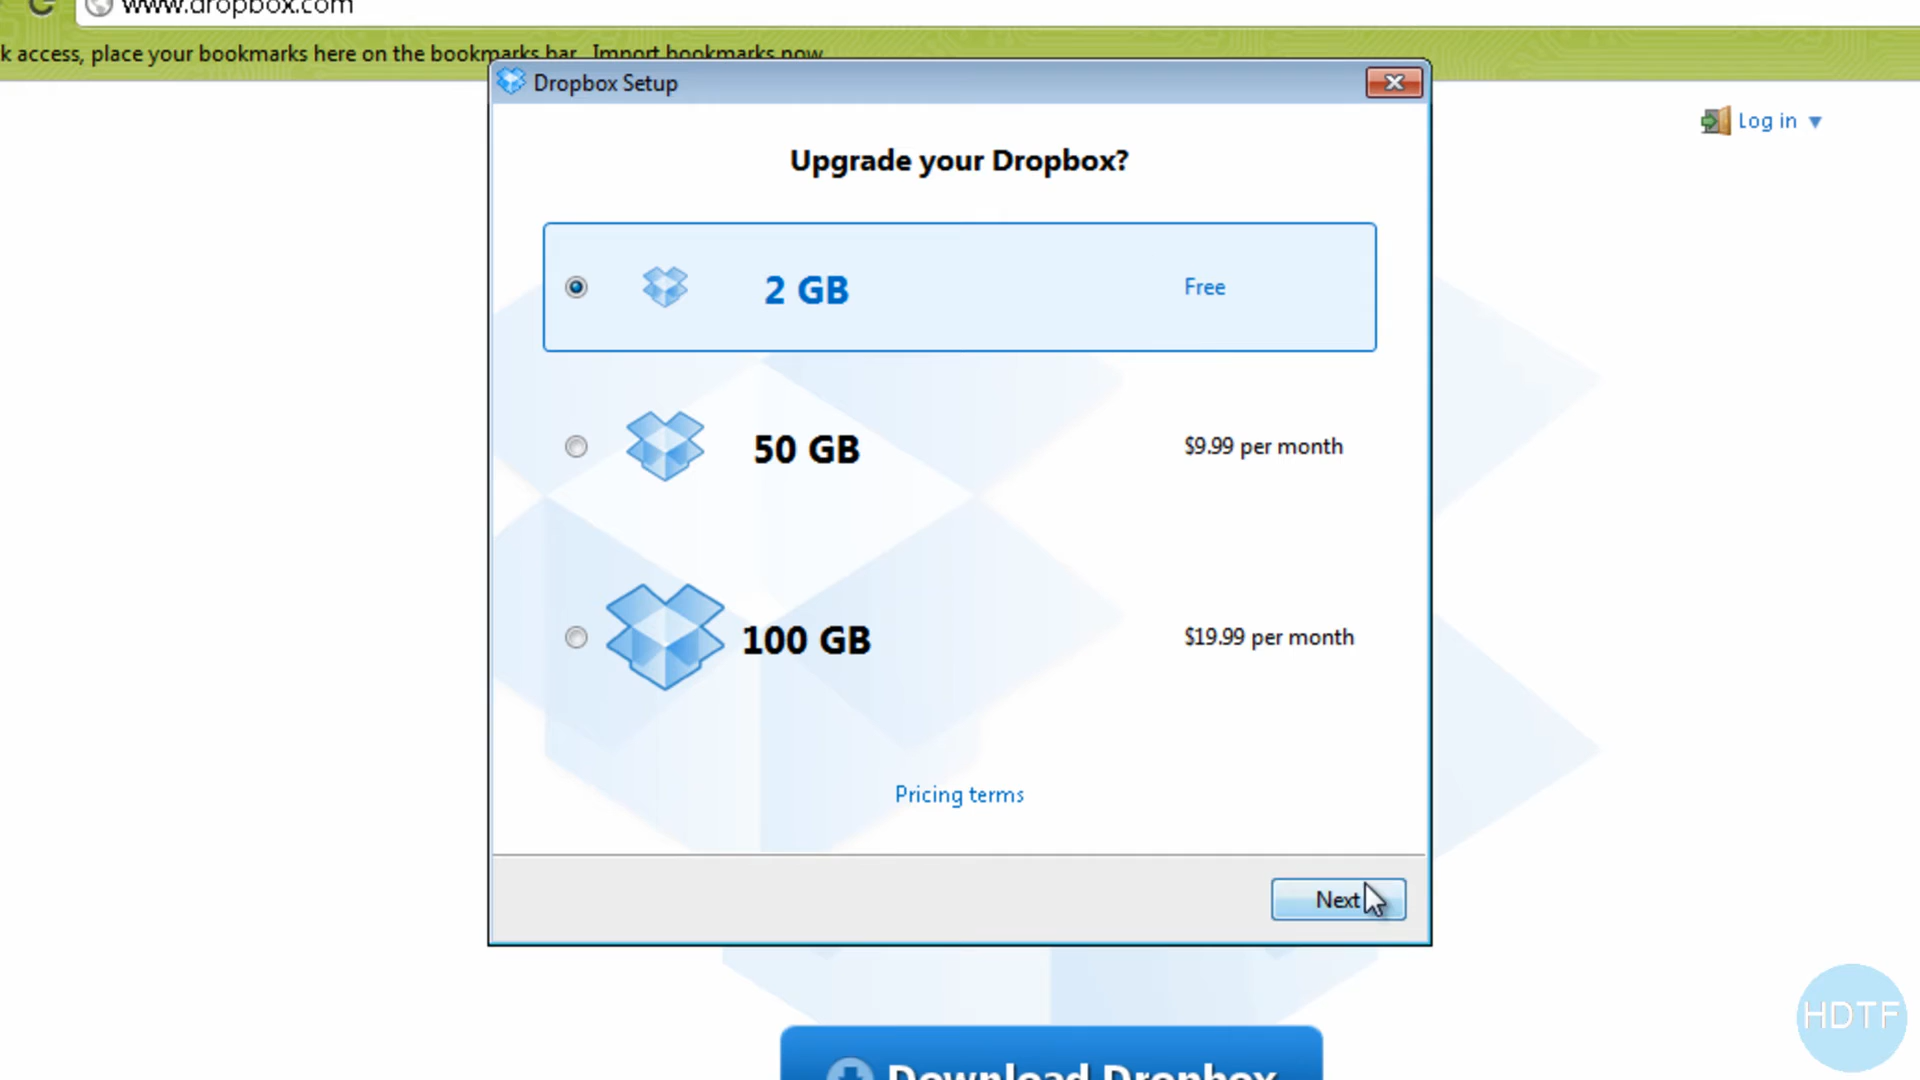 www.dropbox.com
k access, place your bookmarks here on the bookmarks bar. Import bookmarks now
Dropbox Setup
Log in
Upgrade your Dropbox?
2 GB Free
50 GB $9.99 per month
100 GB $19.99 per month
Pricing terms
Next
HDTF
Download Dropbox